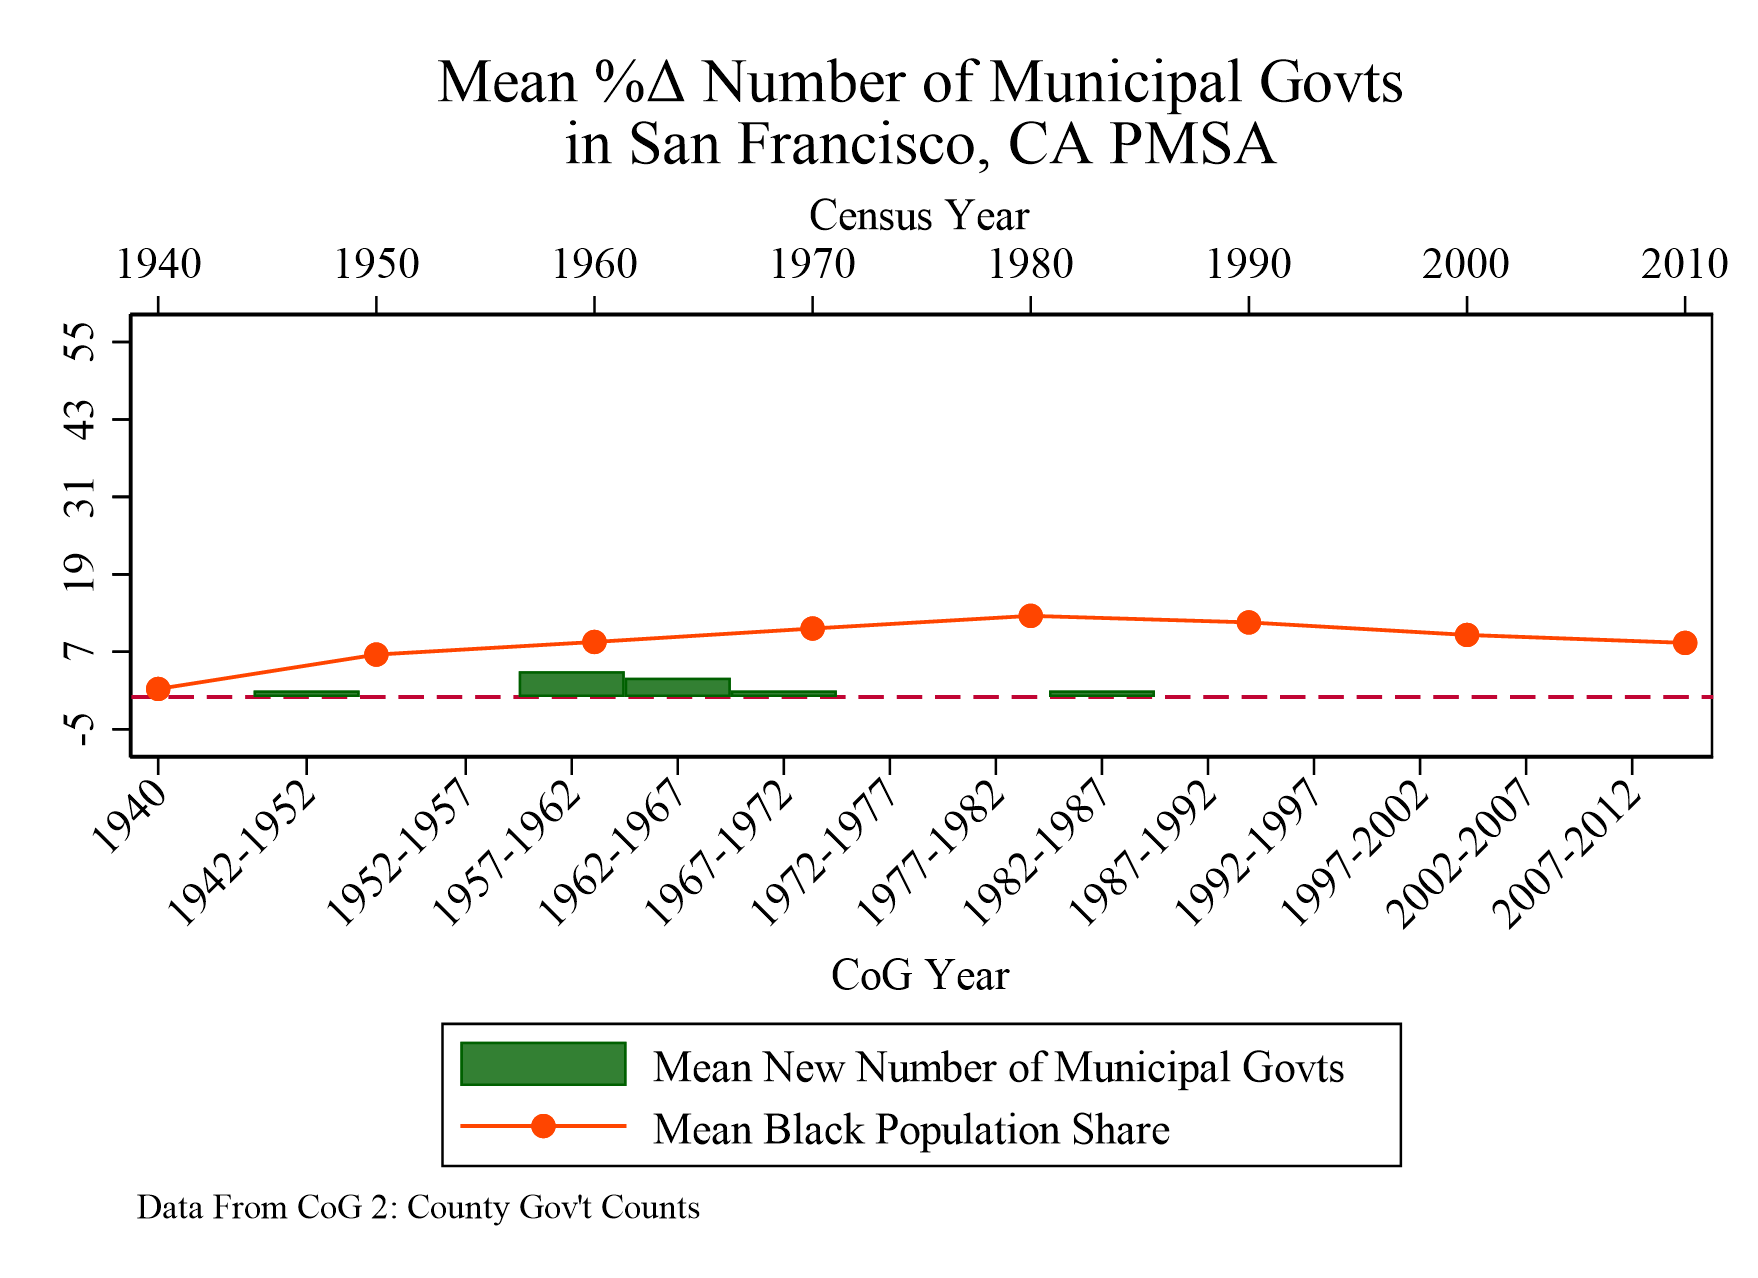 Mean %Δ Number of Municipal Govts
in San Francisco, CA PMSA
Census Year
1940 1950 1960 1970 1980 1990 2000 2010
55
43
31
19
7
-5
1940 1942-1952 1952-1957 1957-1962 1962-1967 1967-1972 1972-1977 1977-1982 1982-1987 1987-1992 1992-1997 1997-2002 2002-2007 2007-2012
CoG Year
Mean New Number of Municipal Govts
Mean Black Population Share
Data From CoG 2: County Gov't Counts